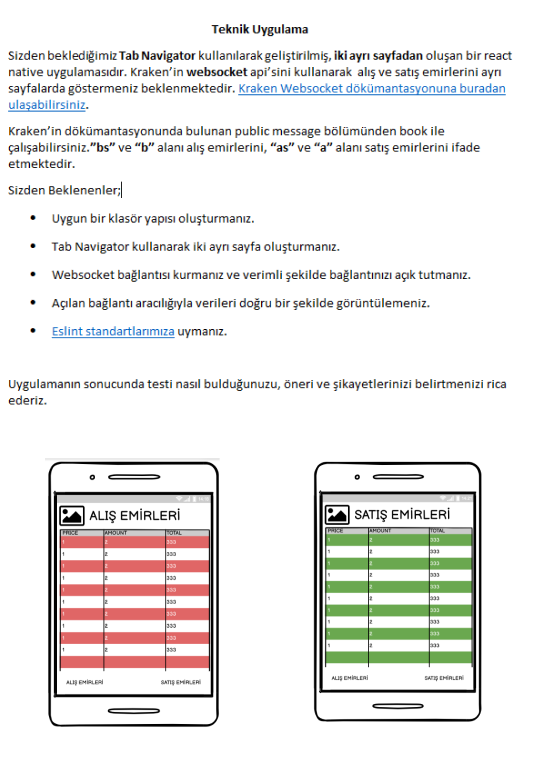 Teknik Uygulama
Sizden beklediğimiz Tab Navigator kullanılarak geliştirilmiş, iki ayrı sayfadan oluşan bir react
native uygulamasıdır. Kraken'in websocket api'sini kullanarak alış ve satış emirlerini ayrı
sayfalarda göstermeniz beklenmektedir. Kraken Websocket dökümantasyonuna buradan
ulaşabilirsiniz.
Kraken'in dökümantasyonunda bulunan public message bölümünden book ile
çalışabilirsiniz."bs" ve "b" alanı alış emirlerini, "as" ve "a" alanı satış emirlerini ifade
etmektedir.
Sizden Beklenenler;
• Uygun bir klasör yapısı oluşturmanız.
• Tab Navigator kullanarak iki ayrı sayfa oluşturmanı.
• Websocket bağlantısı kurmanız ve verimli şekilde bağlantınızı açık tutmanız.
• Açılan bağlantı aracılığıyla verileri doğru bir şekilde görüntülemeniz.
• Eslint standartlarımıza uymanız.
Uygulamanın sonucunda testi nasıl bulduğunuzu, öneri ve şikayetlerinizi belirtmenizi rica
ederiz.
ALIŞ EMİRLERİ
PRICE AMOUNT TOTAL
1 2 333
1 2 333
1 2 333
1 2 333
1 2 333
1 2 333
1 2 333
1 2 333
1 2 333
1 2 333
ALIŞ EMİRLERİ SATIŞ EMİRLERİ
SATIŞ EMİRLERİ
PRICE AMOUNT TOTAL
1 2 333
1 2 333
1 2 333
1 2 333
1 2 333
1 2 333
1 2 333
1 2 333
1 2 333
1 2 333
ALIŞ EMİRLERİ SATIŞ EMİRLERİ